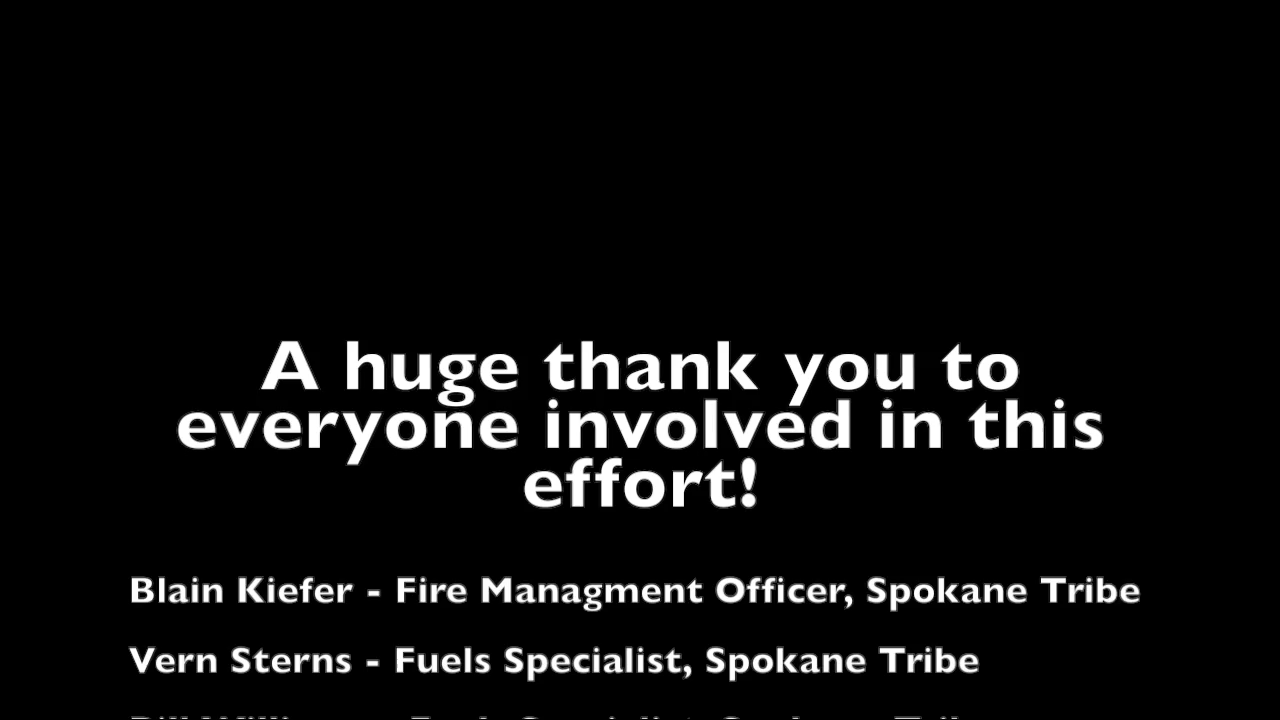 A huge thank you to
everyone involved in this
effort!
Blain Kiefer - Fire Managment Officer, Spokane Tribe
Vern Sterns - Fuels Specialist, Spokane Tribe